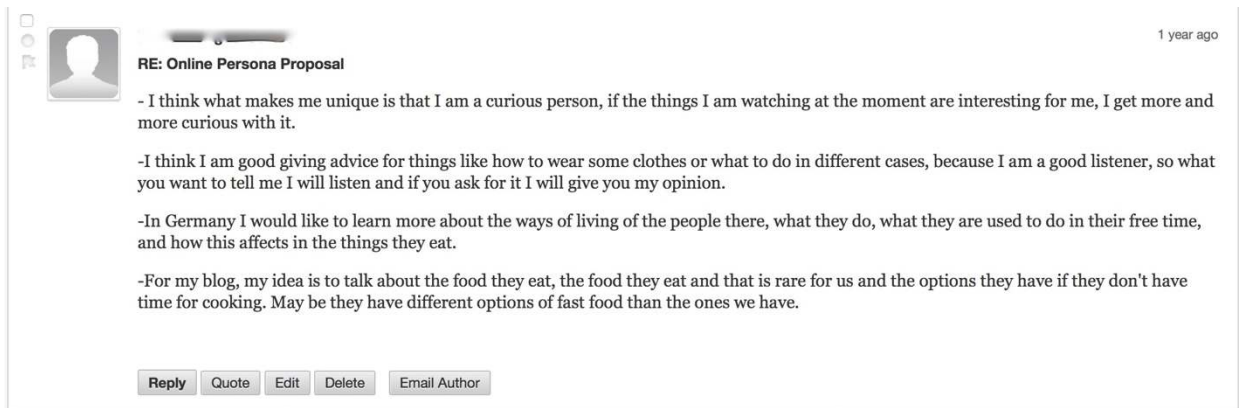 1 year ago
RE: Online Persona Proposal
- I think what makes me unique is that I am a curious person, if the things I am watching at the moment are interesting for me, I get more and
more curious with it.
-I think I am good giving advice for things like how to wear some clothes or what to do in different cases, because I am a good listener, so what
you want to tell me I will listen and if you ask for it I will give you my opinion.
-In Germany I would like to learn more about the ways of living of the people there, what they do, what they are used to do in their free time,
and how this affects in the things they eat.
-For my blog, my idea is to talk about the food they eat, the food they eat and that is rare for us and the options they have if they don't have
time for cooking. May be they have different options of fast food than the ones we have.
Reply Quote Edit Delete Email Author